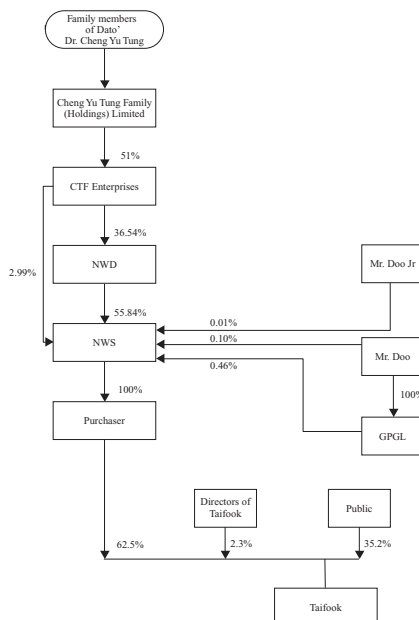 Family members
of Dato’
Dr. Cheng Yu Tung
Cheng Yu Tung Family
(Holdings) Limited
51%
CTF Enterprises
36.54%
2.99%
NWD
Mr. Doo Jr
55.84%
0.01%
NWS
0.10%
Mr. Doo
0.46%
100%
100%
Purchaser
GPGL
Directors of
Taifook
Public
62.5%
2.3%
35.2%
Taifook